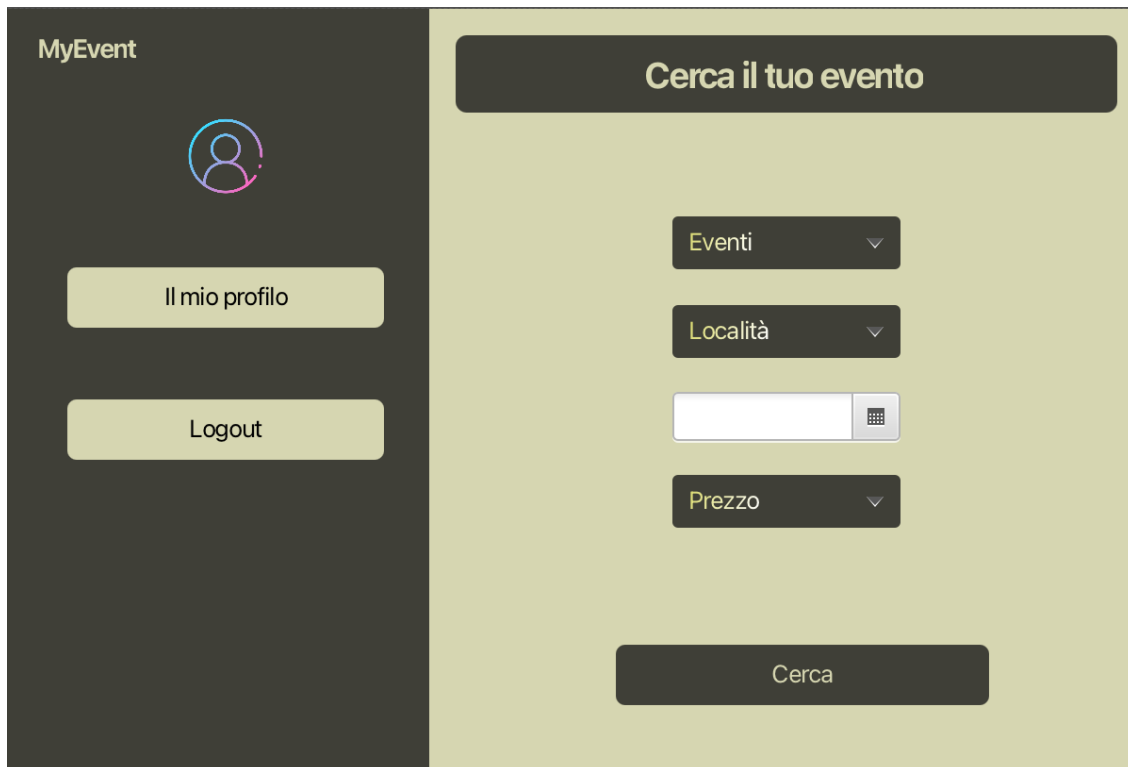 MyEvent
Il mio profilo
Logout
Cerca il tuo evento
Eventi
Località
Prezzo
Cerca